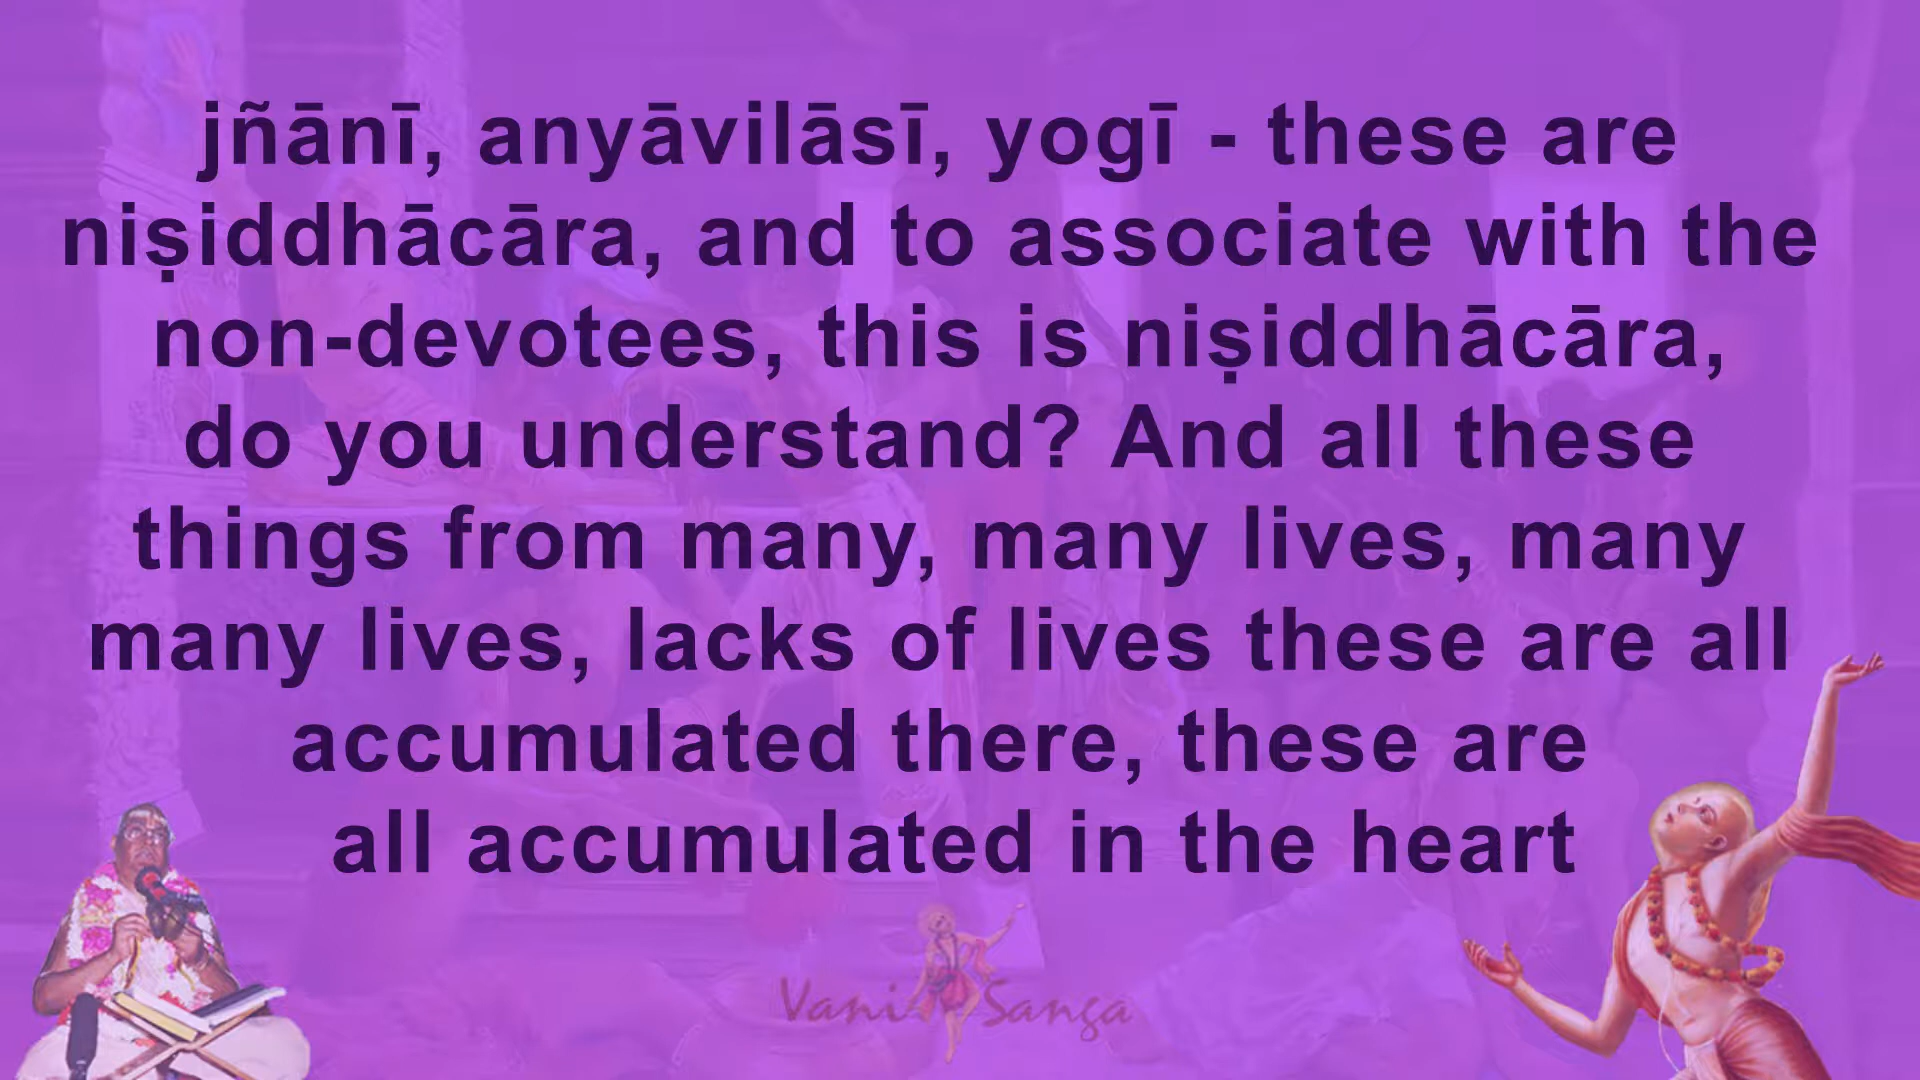 jñānī, anyāvilāsī, yogī - these are
niṣiddhācāra, and to associate with the
non-devotees, this is niṣiddhācāra,
do you understand? And all these
things from many, many lives, many
many lives, lacks of lives these are all
accumulated there, these are
all accumulated in the heart
Vani Sanga